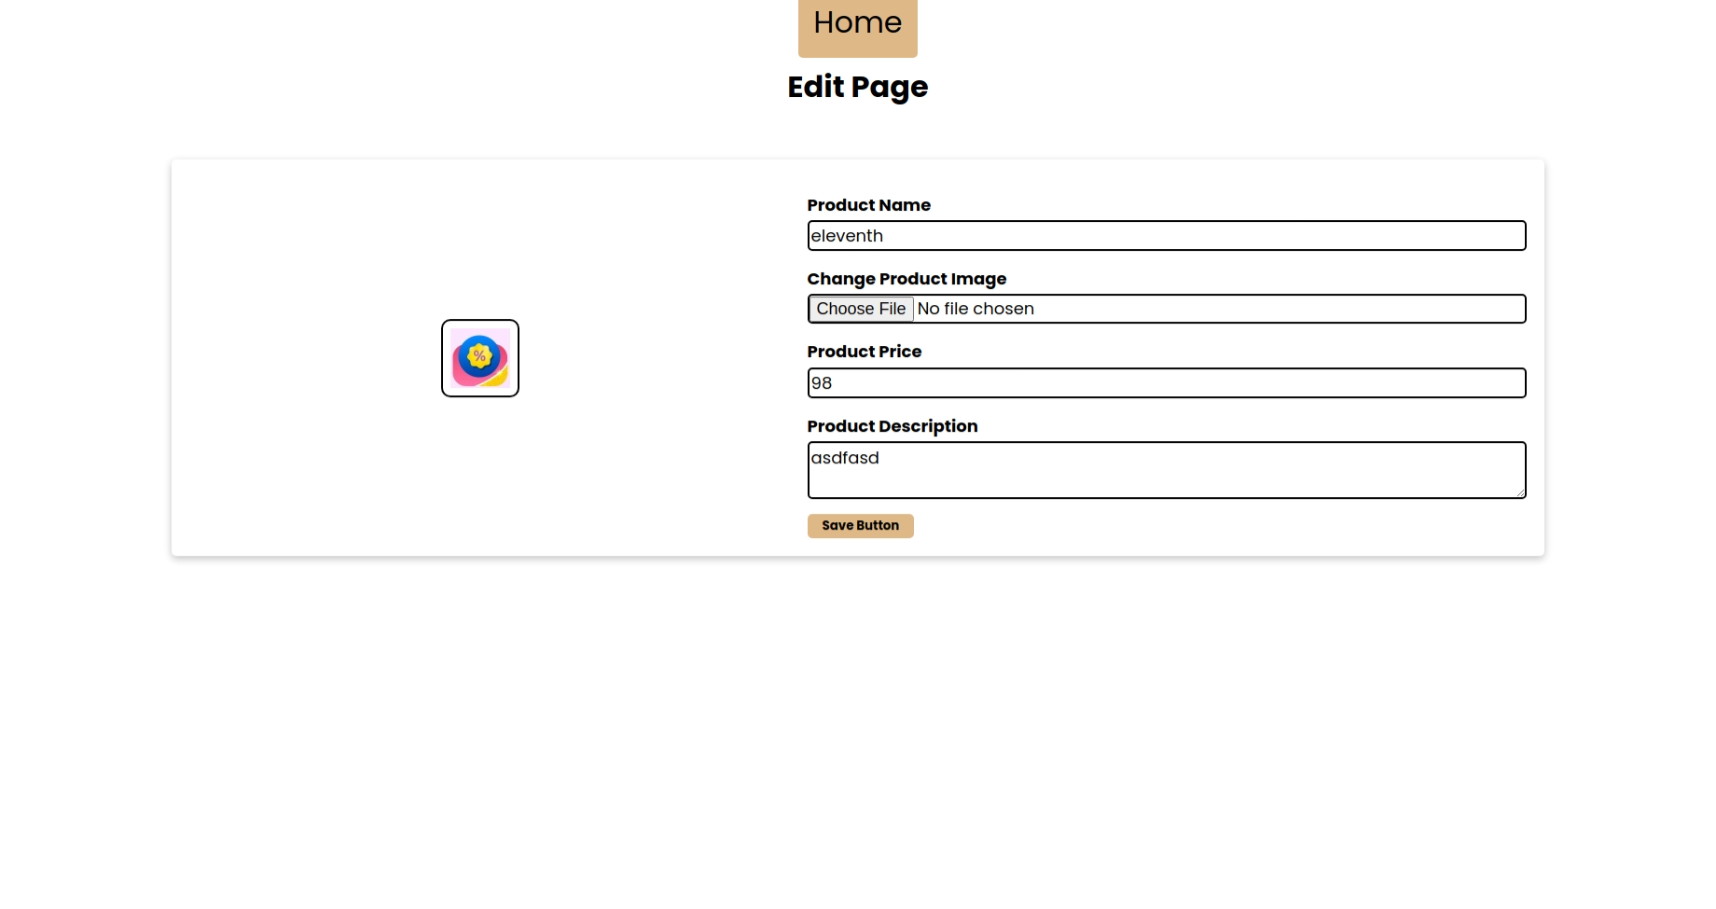 Home
Edit Page
Product Name
eleventh
Change Product Image
Choose File No file chosen
%
Product Price
98
Product Description
asdfasd
Save Button